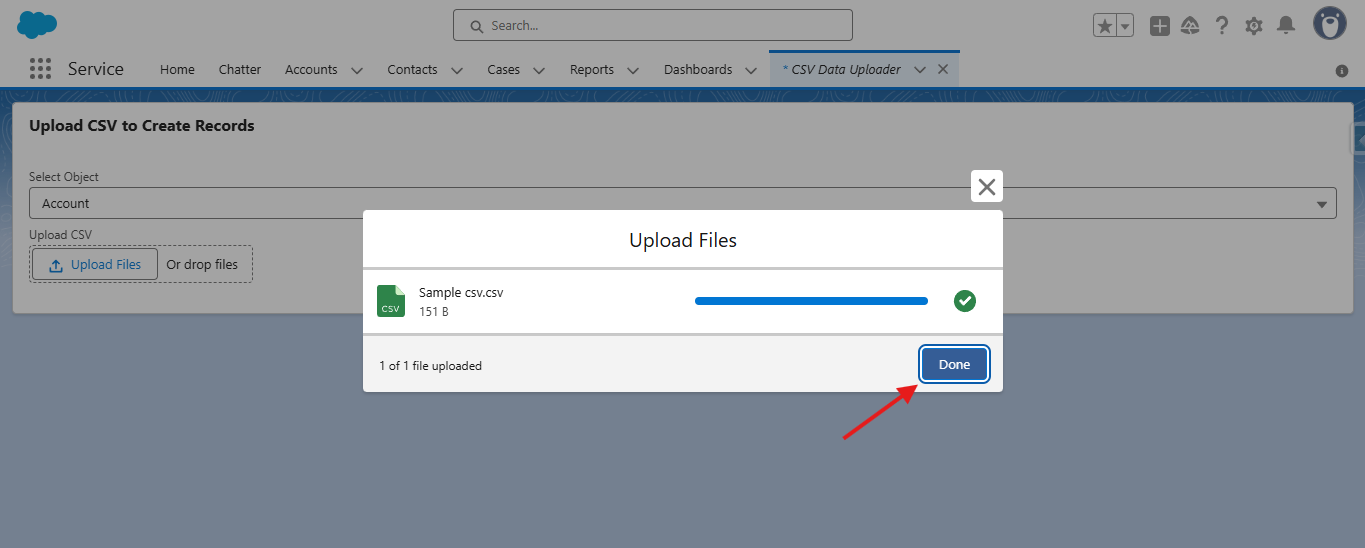 Search...
Service Home Chatter Accounts Contacts Cases Reports Dashboards * CSV Data Uploader
Upload CSV to Create Records
Select Object
Account
Upload CSV
Upload Files Or drop files
Upload Files
CSV
Sample csv.csv
151 B
1 of 1 file uploaded
Done